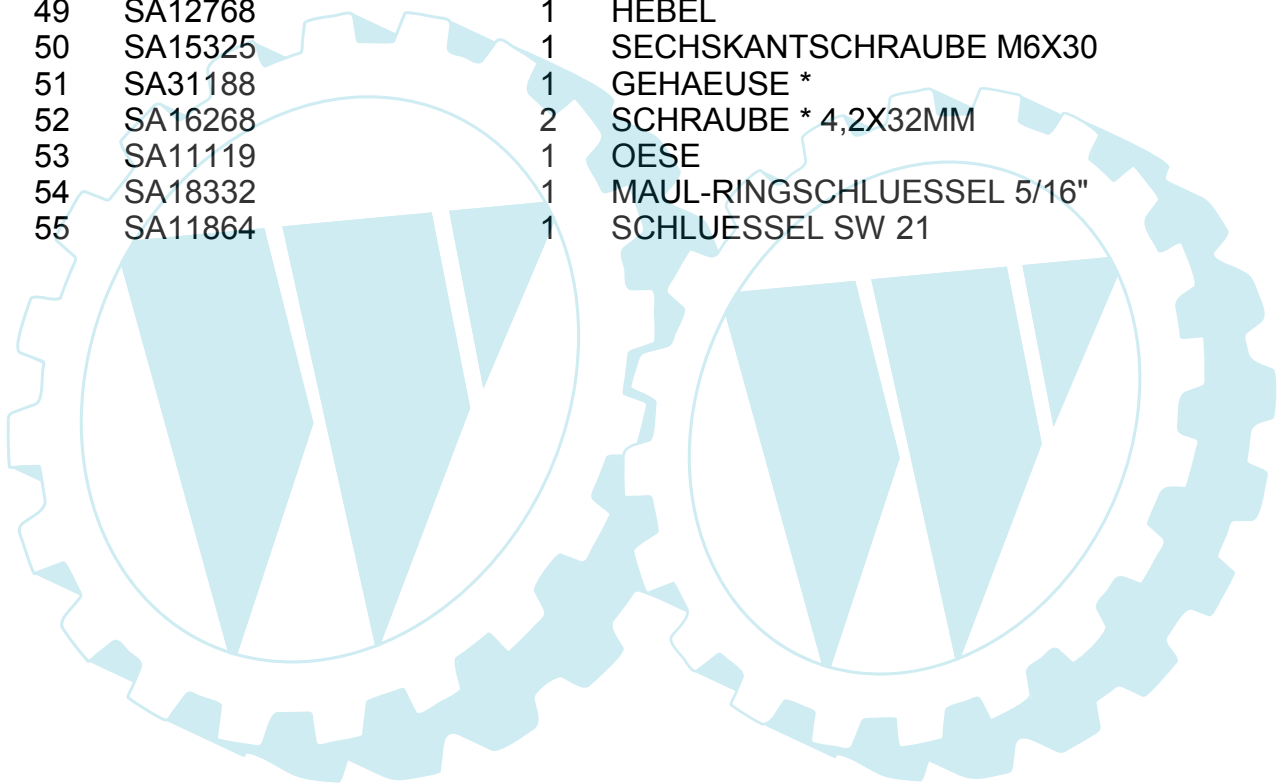 49 SA12768 1 HEBEL
50 SA15325 1 SECHSKANTSCHRAUBE M6X30
51 SA31188 1 GEHAEUSE *
52 SA16268 2 SCHRAUBE * 4,2X32MM
53 SA11119 1 OESE
54 SA18332 1 MAUL-RINGSCHLUESSEL 5/16"
55 SA11864 1 SCHLUESSEL SW 21